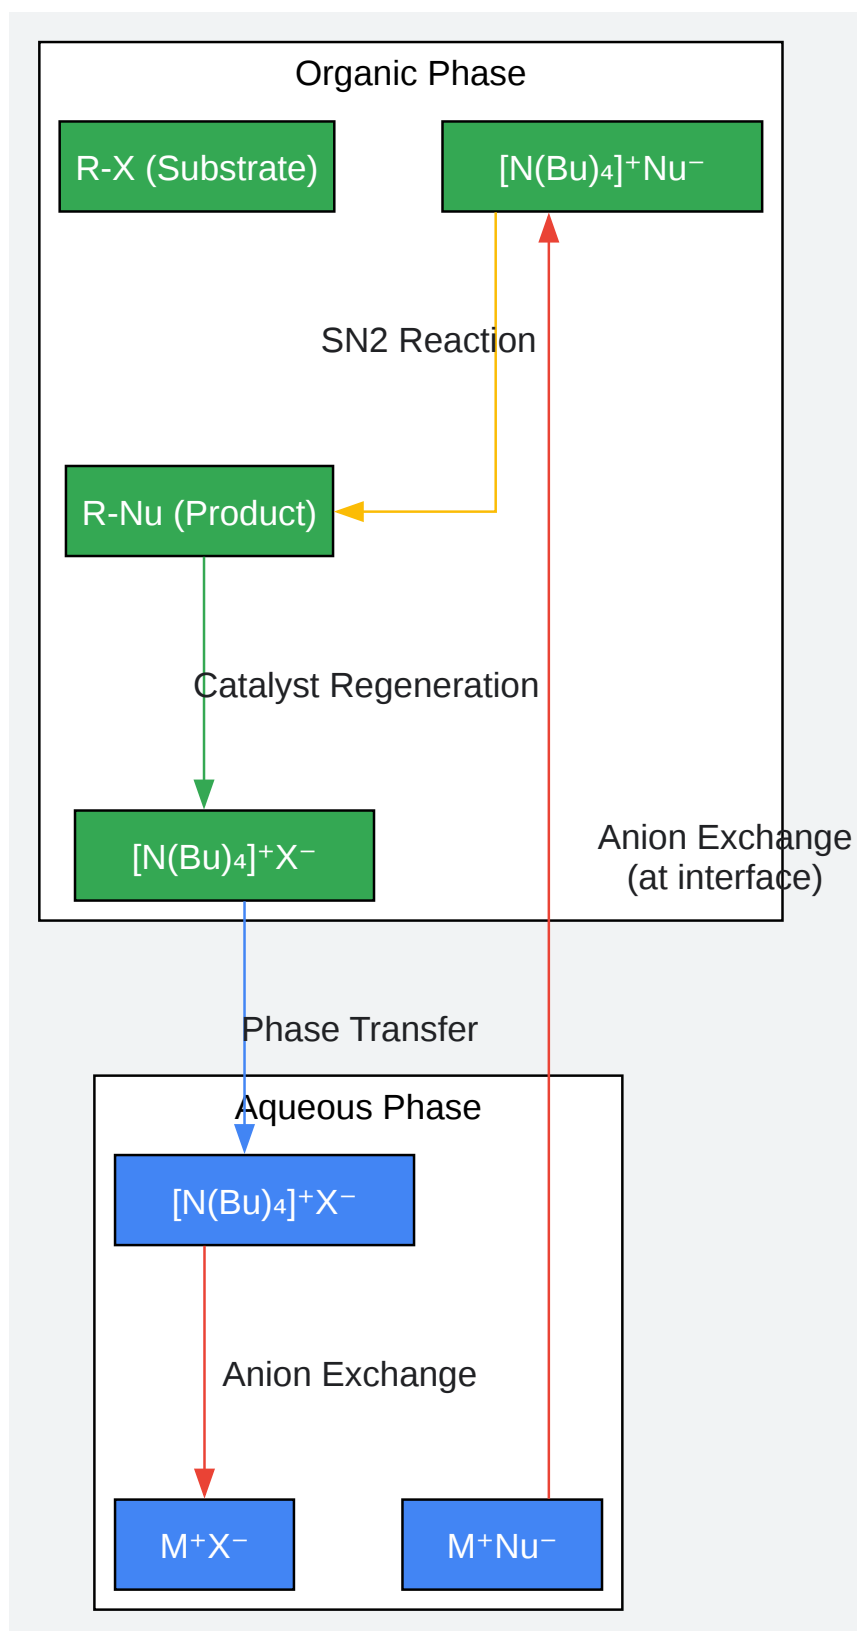 Organic Phase
R-X (Substrate)
[N(Bu)₄]⁺Nu⁻
SN2 Reaction
R-Nu (Product)
Catalyst Regeneration
[N(Bu)₄]⁺X⁻
Anion Exchange
(at interface)
Phase Transfer
Aqueous Phase
[N(Bu)₄]⁺X⁻
Anion Exchange
M⁺X⁻
M⁺Nu⁻